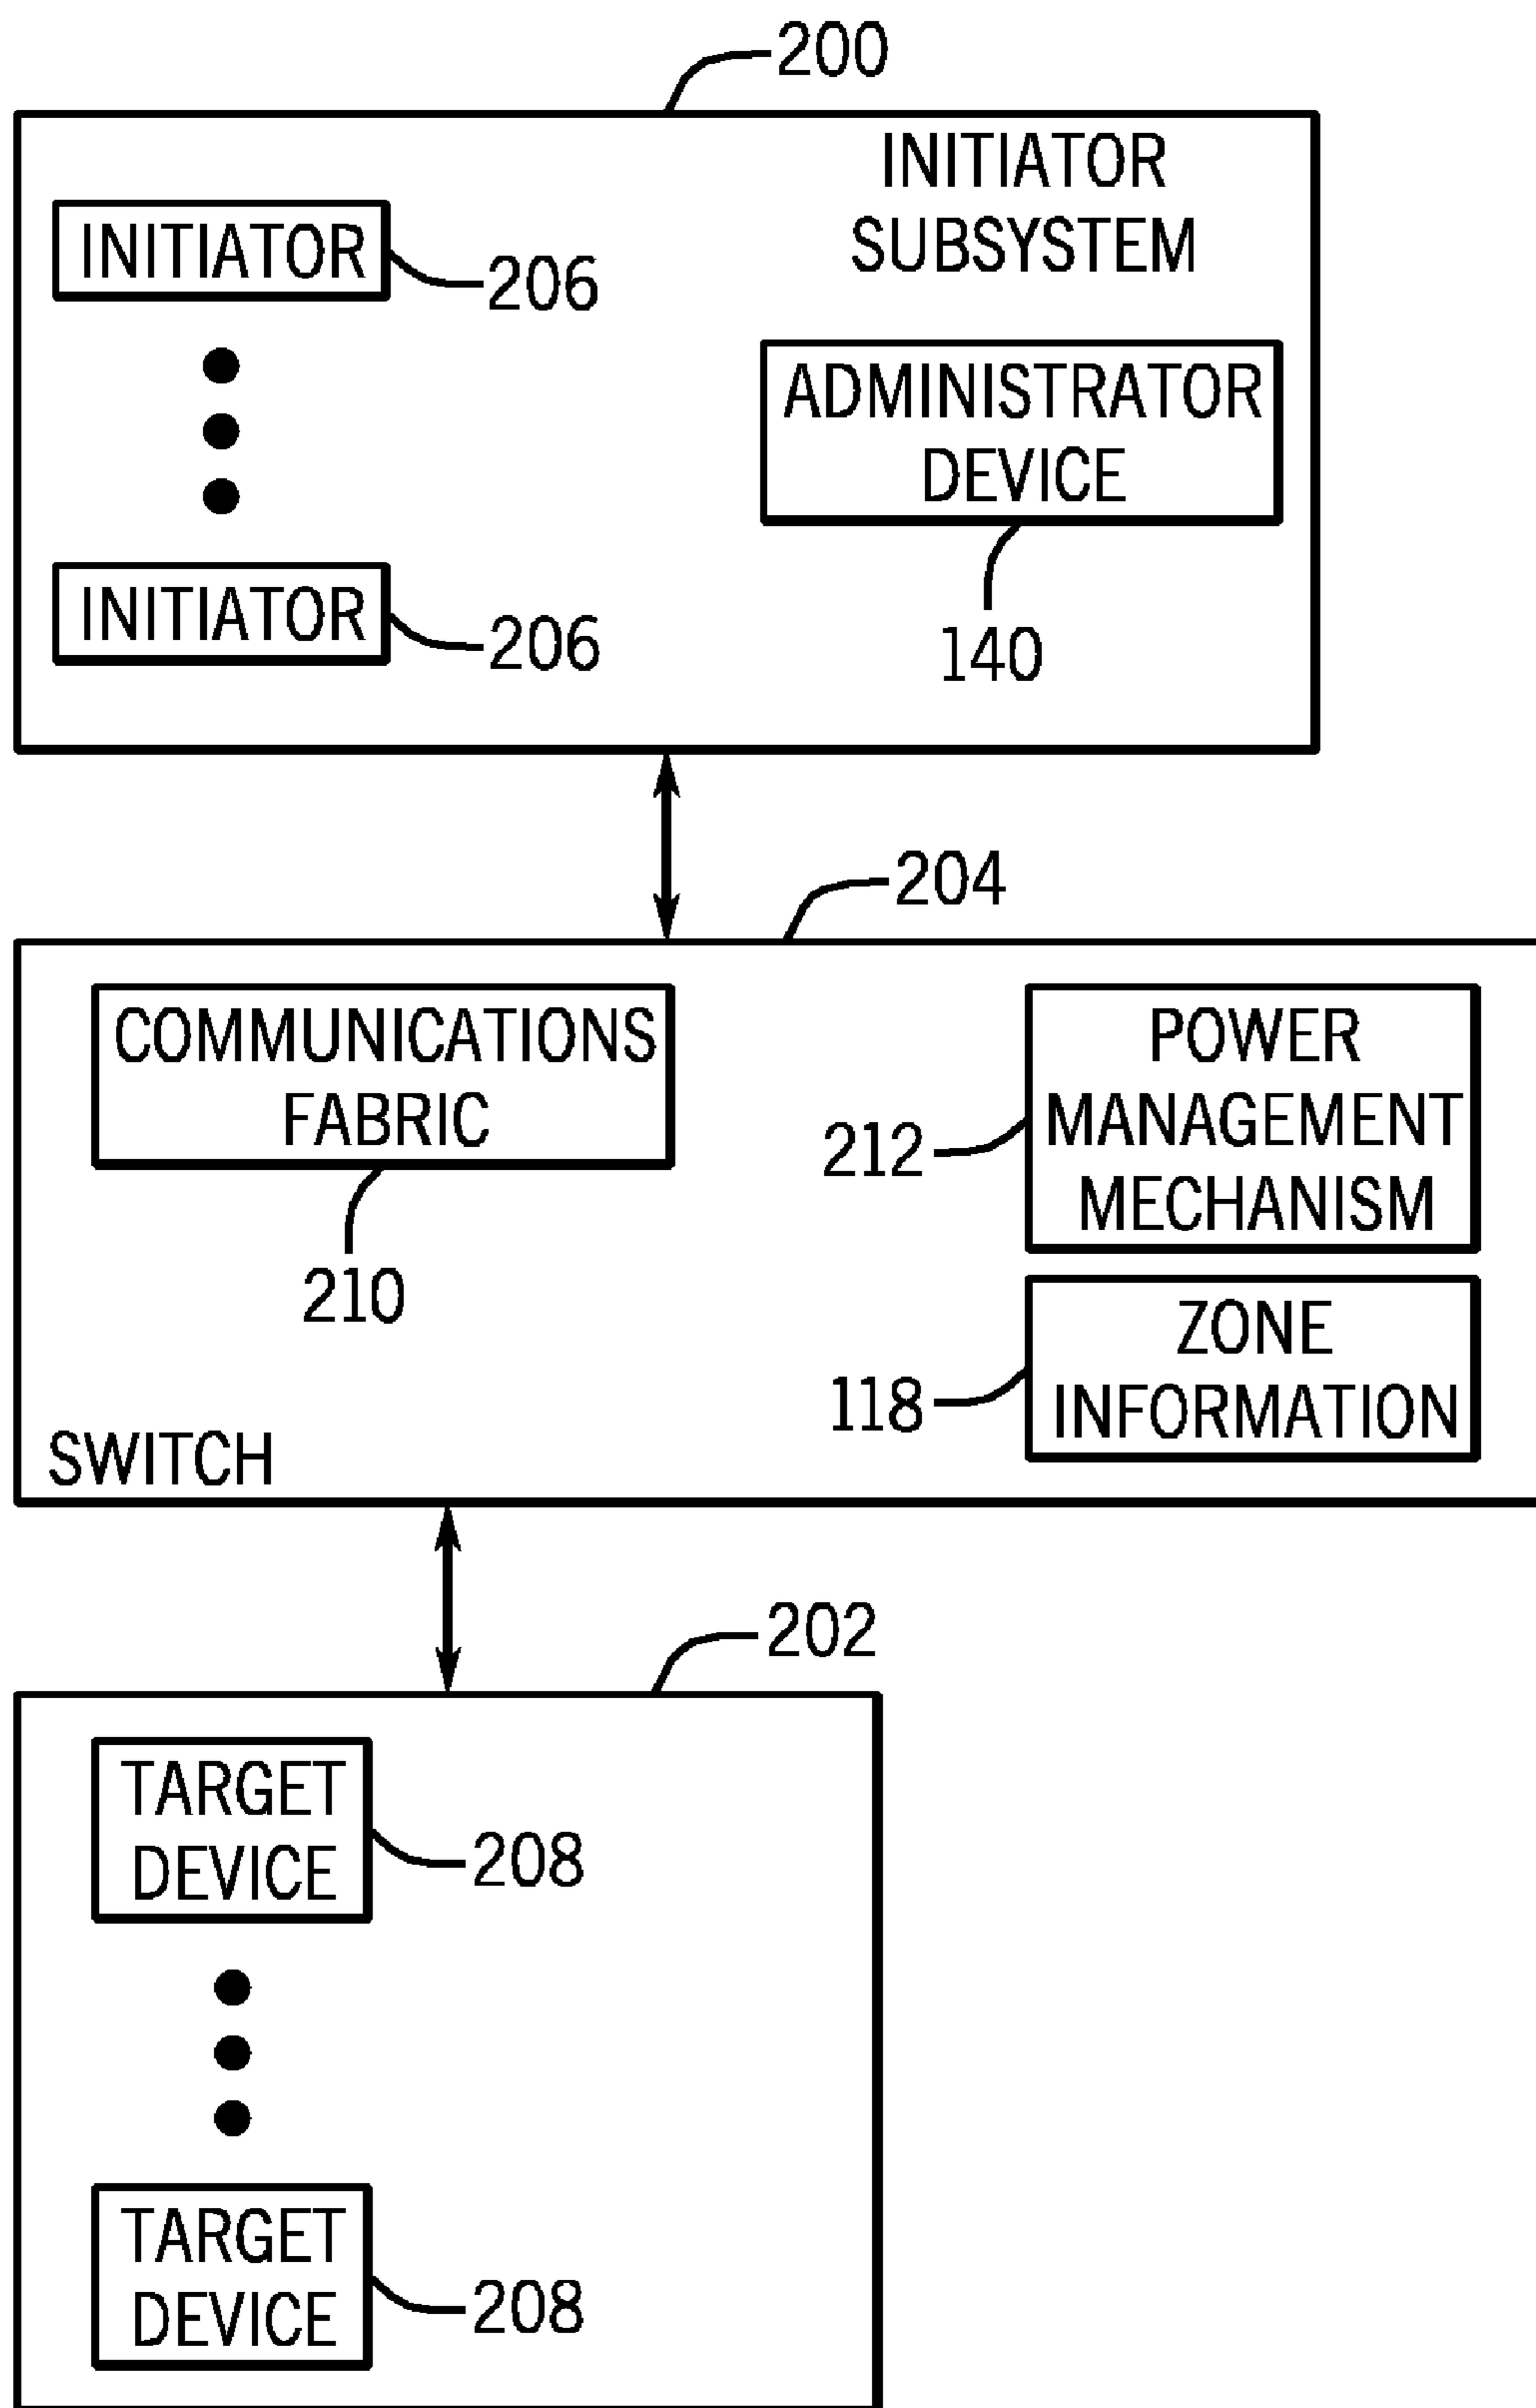 200
INITIATOR
SUBSYSTEM
INITIATOR
206
ADMINISTRATOR
DEVICE
INITIATOR
206
140
204
COMMUNICATIONS
FABRIC
210
POWER
MANAGEMENT
MECHANISM
212
ZONE
INFORMATION
118
SWITCH
202
TARGET
DEVICE
208
TARGET
DEVICE
208